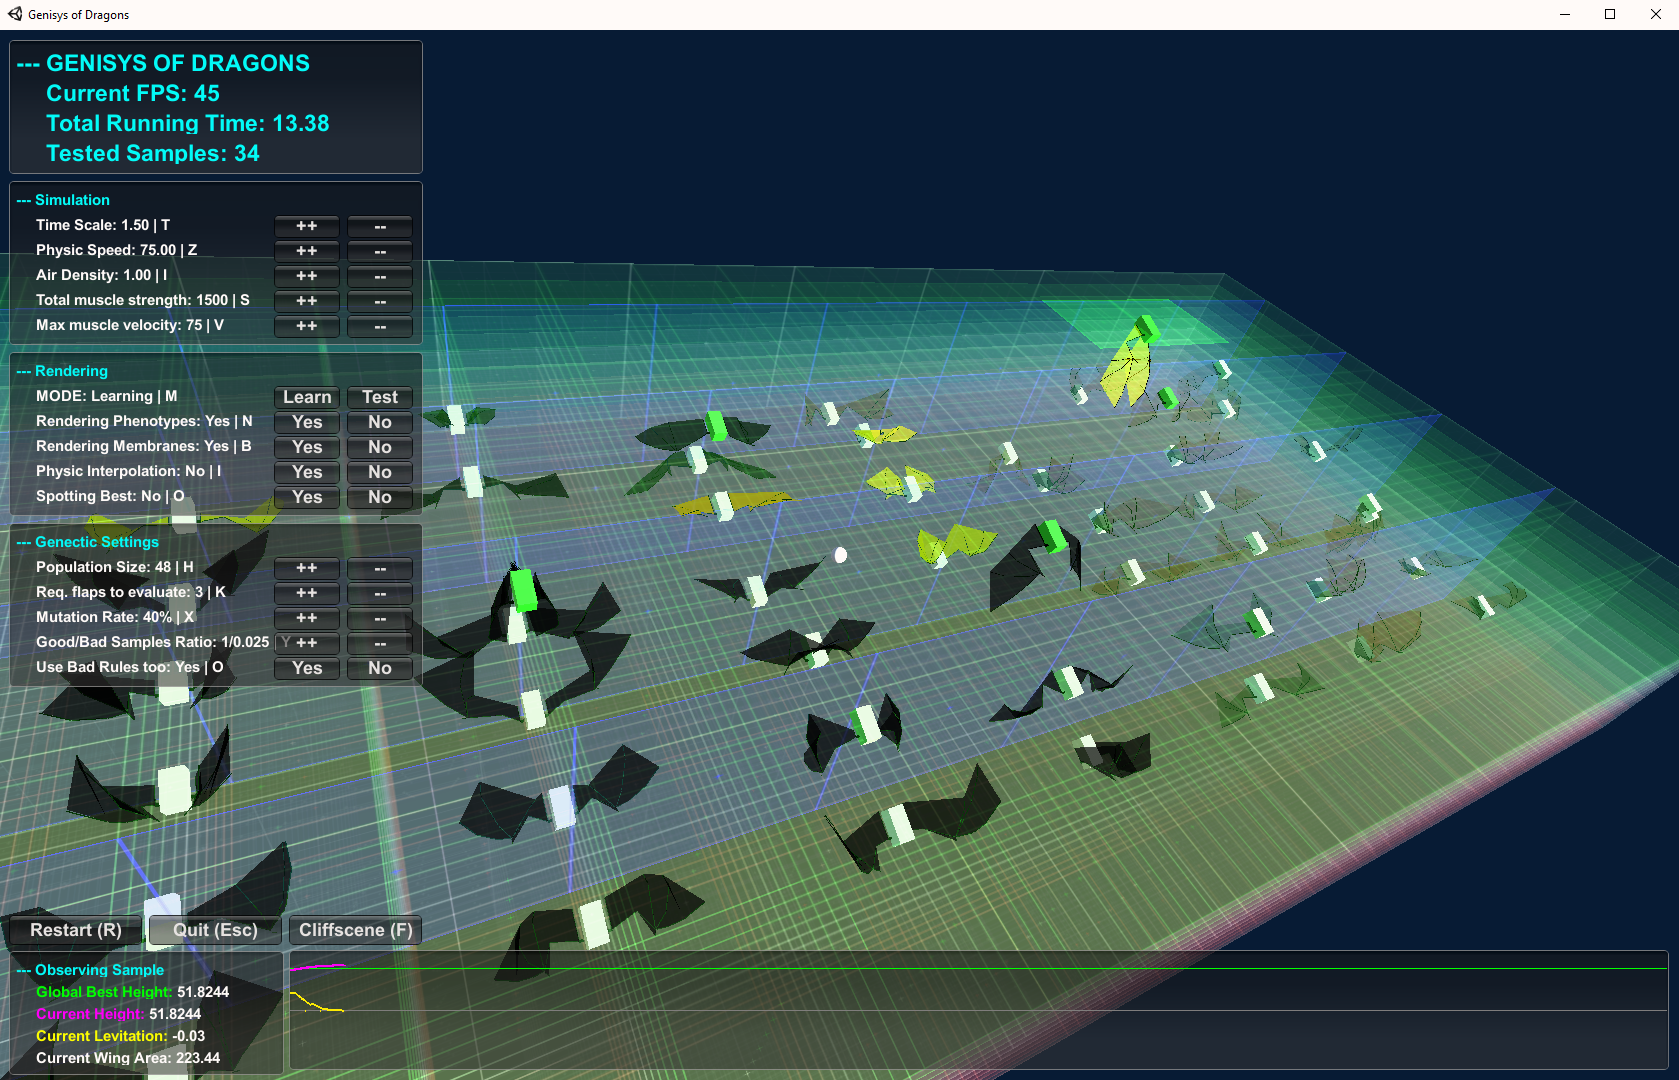 Genisys of Dragons
--- GENISYS OF DRAGONS
Current FPS: 45
Total Running Time: 13.38
Tested Samples: 34
--- Simulation
Time Scale: 1.50 | T ++ --
Physic Speed: 75.00 | Z ++ --
Air Density: 1.00 | I ++ --
Total muscle strength: 1500 | S ++ --
Max muscle velocity: 75 | V ++ --
--- Rendering
MODE: Learning | M Learn Test
Rendering Phenotypes: Yes | N Yes No
Rendering Membranes: Yes | B Yes No
Physic Interpolation: No | I Yes No
Spotting Best: No | O Yes No
--- Genectic Settings
Population Size: 48 | H ++ --
Req. flaps to evaluate: 3 | K ++ --
Mutation Rate: 40% | X ++ --
Good/Bad Samples Ratio: 1/0.025 | Y ++ --
Use Bad Rules too: Yes | O Yes No
Restart (R) Quit (Esc) Cliffscene (F)
--- Observing Sample
Global Best Height: 51.8244
Current Height: 51.8244
Current Levitation: -0.03
Current Wing Area: 223.44